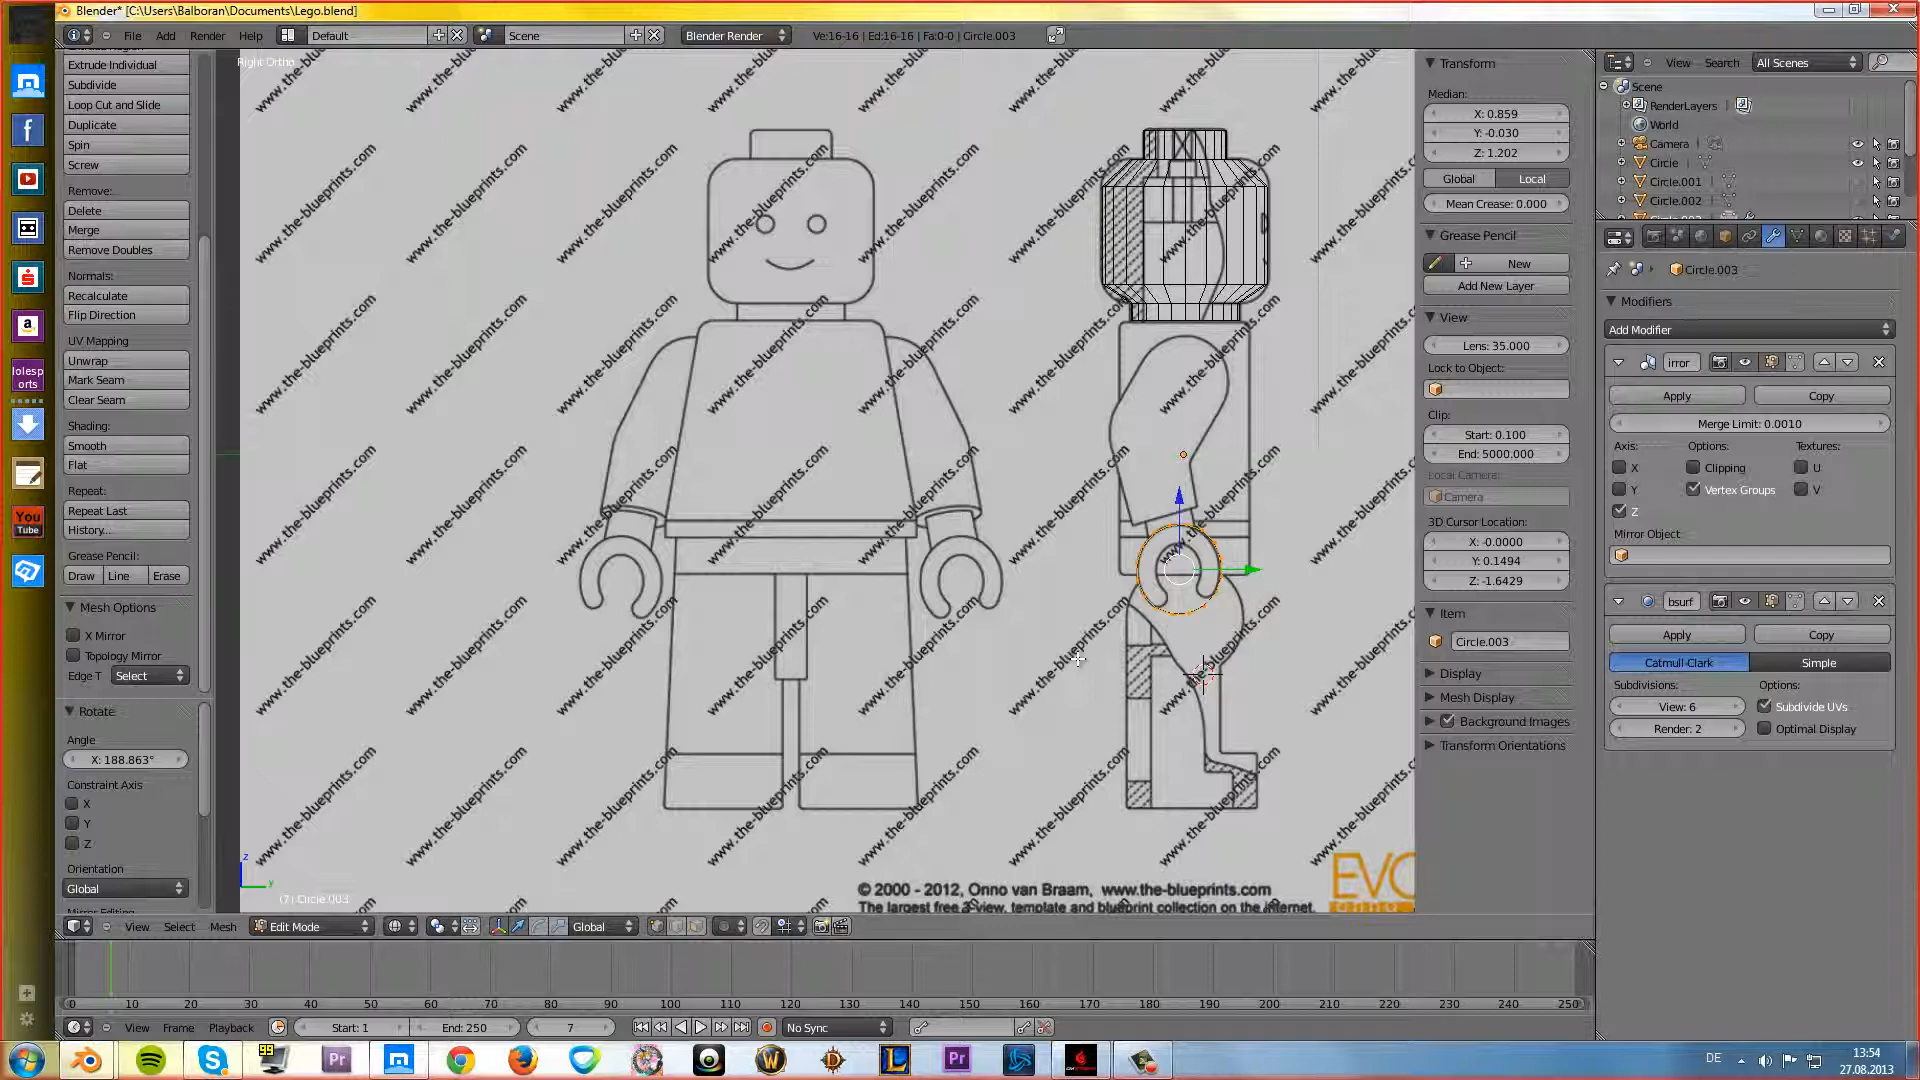 Blender* [C:\Users\Balboran\Documents\Lego.blend]
File Add Render Help Default Scene Blender Render Ve:16-16 | Ed:16-16 | Fa:0-0 | Circle.003
Extrude Individual
Subdivide
Loop Cut and Slide
Duplicate
Spin
Screw
Remove:
Delete
Merge
Remove Doubles
Normals:
Recalculate
Flip Direction
UV Mapping
Unwrap
Mark Seam
Clear Seam
Shading:
Smooth
Flat
Repeat:
Repeat Last
History...
Grease Pencil:
Draw Line Erase
Mesh Options
X Mirror
Topology Mirror
Edge T Select
Rotate
Angle
X: 188.863°
Constraint Axis
X
Y
Z
Orientation
Global
Right Ortho
www.the-blueprints.com
© 2000 - 2012, Onno van Braam, www.the-blueprints.com
The largest free 3-view, template and blueprint collection on the internet.
EVO
(7) Circle.003
Transform
Median:
X: 0.859
Y: -0.030
Z: 1.202
Global Local
Mean Crease: 0.000
Grease Pencil
New
Add New Layer
View
Lens: 35.000
Lock to Object:
Clip:
Start: 0.100
End: 5000.000
Local Camera:
Camera
3D Cursor Location:
X: -0.0000
Y: 0.1494
Z: -1.6429
Item
Circle.003
Display
Mesh Display
Background Images
Transform Orientations
View Search All Scenes
Scene
RenderLayers
World
Camera
Circle
Circle.001
Circle.002
Circle.003
Modifiers
Add Modifier
irror
Apply Copy
Merge Limit: 0.0010
Axis: Options: Textures:
X Clipping U
Y Vertex Groups V
Z
Mirror Object:
bsurf
Apply Copy
Catmull-Clark Simple
Subdivisions: Options:
View: 6 Subdivide UVs
Render: 2 Optimal Display
View Select Mesh Edit Mode Global
0 10 20 30 40 50 60 70 80 90 100 110 120 130 140 150 160 170 180 190 200 210 220 230 240 250
View Frame Playback Start: 1 End: 250 7 No Sync
f
a
lolesp
orts
You
Tube
99
Pr
W
L
Pr
DE
13:54
27.08.2013